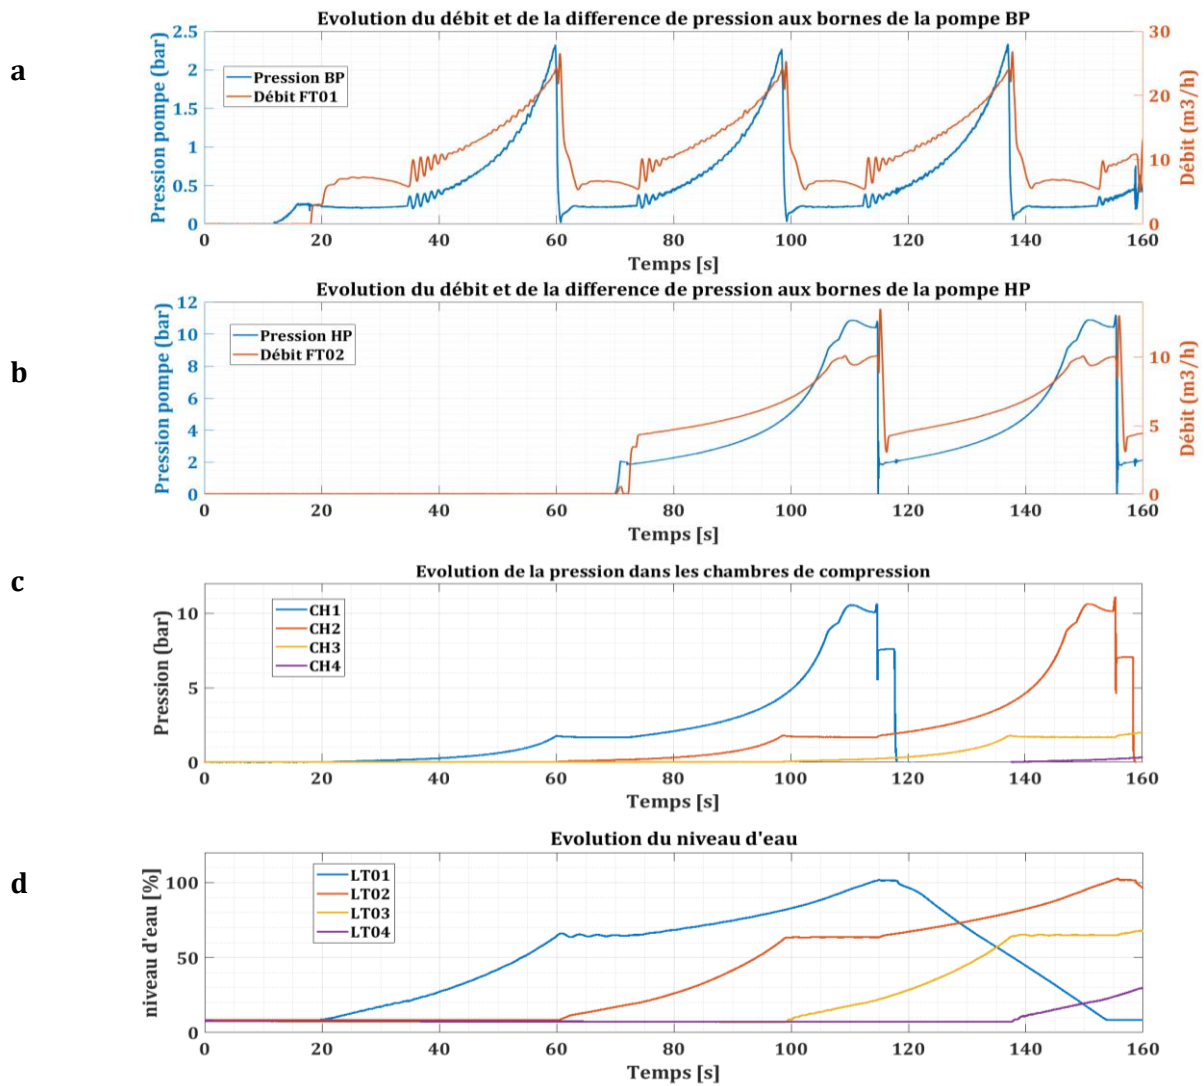 Evolution du débit et de la difference de pression aux bornes de la pompe BP
a
Pression pompe (bar)
2.5
2
1.5
1
0.5
0
Pression BP
Débit FT01
30
20
10
0
Débit (m3/h)
0 20 40 60 80 100 120 140 160
Temps [s]
Evolution du débit et de la difference de pression aux bornes de la pompe HP
b
Pression pompe (bar)
12
10
8
6
4
2
0
Pression HP
Débit FT02
10
5
0
Débit (m3/h)
0 20 40 60 80 100 120 140 160
Temps [s]
c
Evolution de la pression dans les chambres de compression
Pression (bar)
10
5
0
CH1
CH2
CH3
CH4
0 20 40 60 80 100 120 140 160
Temps [s]
d
Evolution du niveau d'eau
niveau d'eau [%]
100
50
0
LT01
LT02
LT03
LT04
0 20 40 60 80 100 120 140 160
Temps [s]